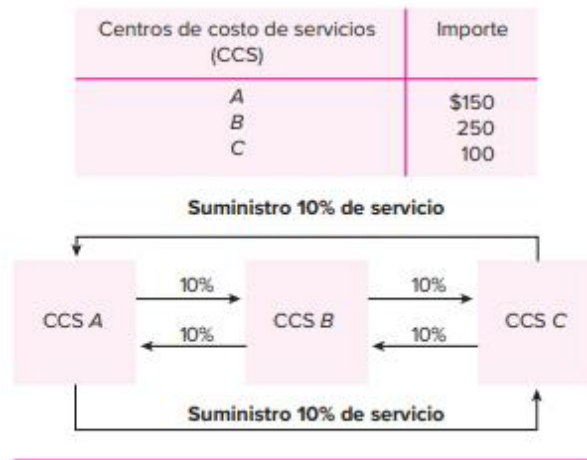 Centros de costo de servicios Importe
(CCS)
A $150
B 250
C 100
Suministro 10% de servicio
10% 10%
CCS A CCS B CCS C
10% 10%
Suministro 10% de servicio